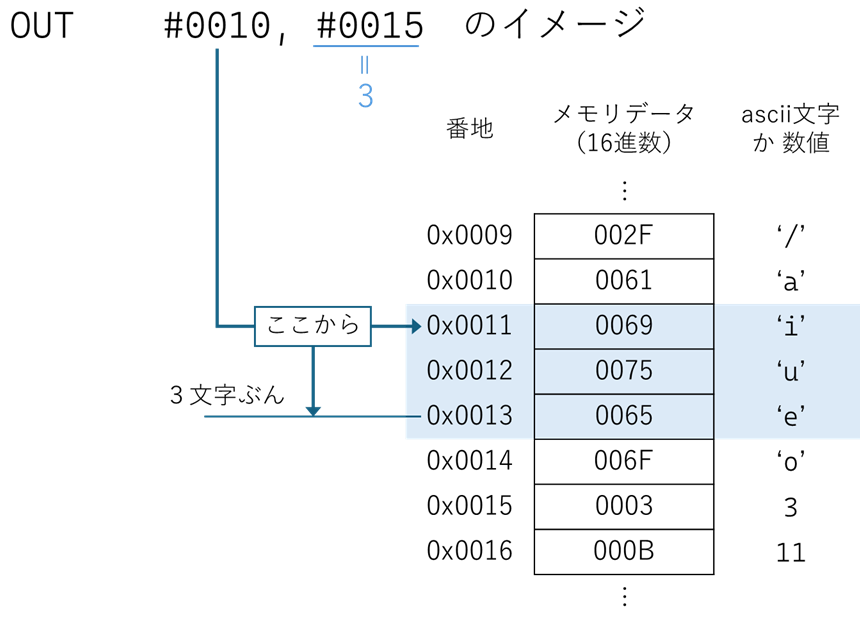 OUT #0010, #0015 のイメージ
=
3
番地 メモリデータ(16進数) ascii文字か 数値
⋮
0x0009 002F ‘/’
0x0010 0061 ‘a’
ここから 0x0011 0069 ‘i’
0x0012 0075 ‘u’
3文字ぶん 0x0013 0065 ‘e’
0x0014 006F ‘o’
0x0015 0003 3
0x0016 000B 11
⋮